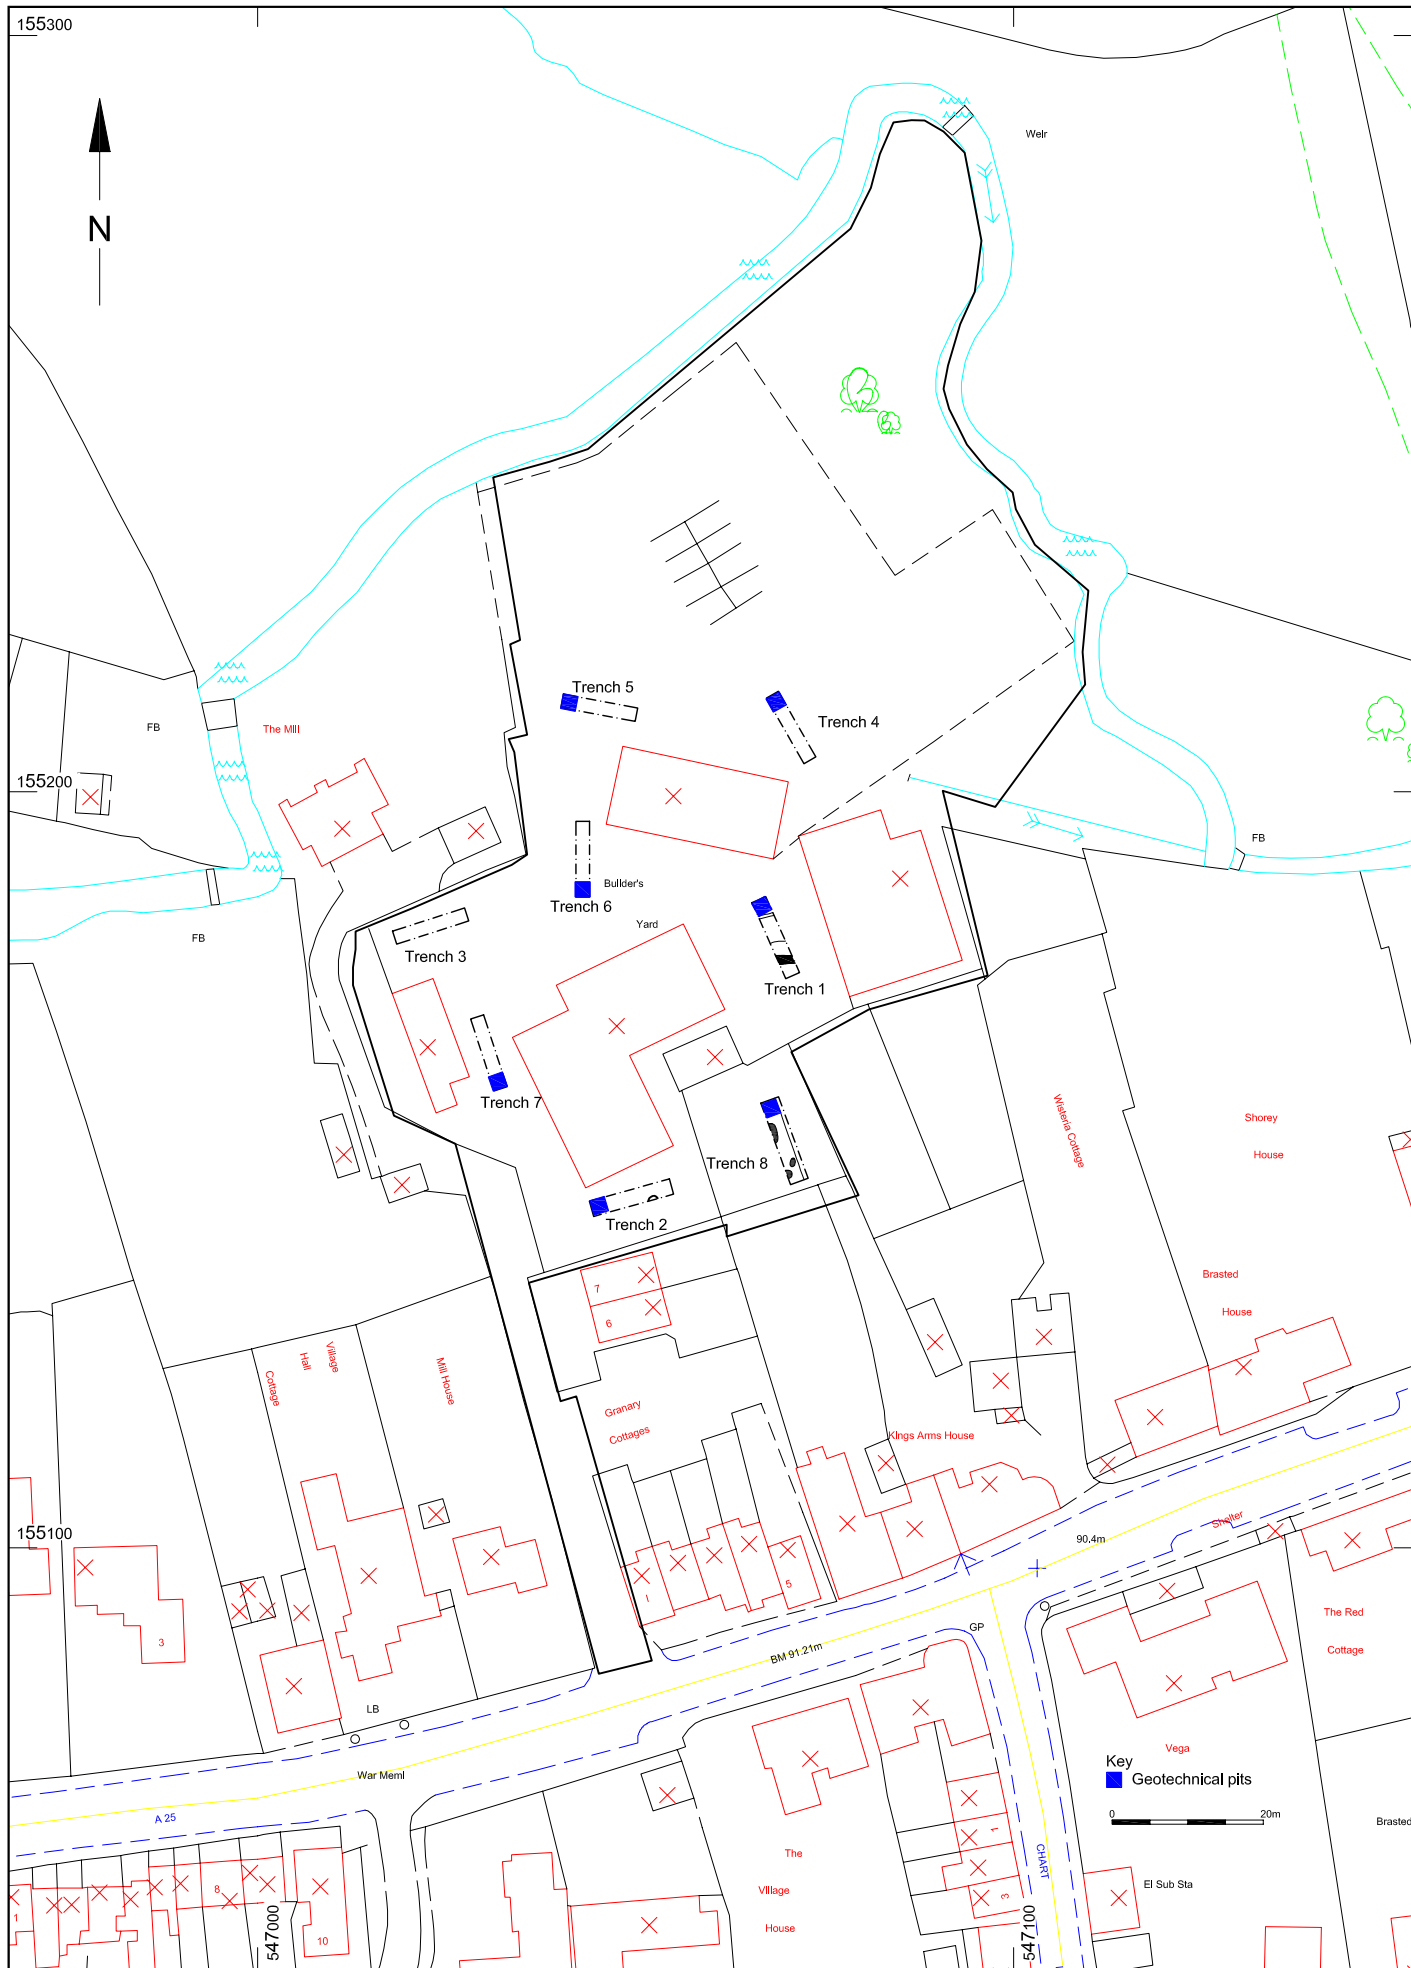 155300
Weir
N
Trench 5
Trench 4
FB
The Mill
155200
FB
Builder's
Trench 6
Yard
FB
Trench 3
Trench 1
Trench 7
Wisteria Cottage
Shorey
House
Trench 8
Trench 2
Brasted
House
7
6
Village
Hall
Cottage
Mill House
Granary
Cottages
Kings Arms House
Shelter
155100
90.4m
1
5
The Red
Cottage
3
GP
BM 91.21m
LB
Vega
Key
Geotechnical pits
War Meml
0
20m
A 25
Brasted
1
The
CHART
8
El Sub Sta
Village
3
1
House
10
547000
547100